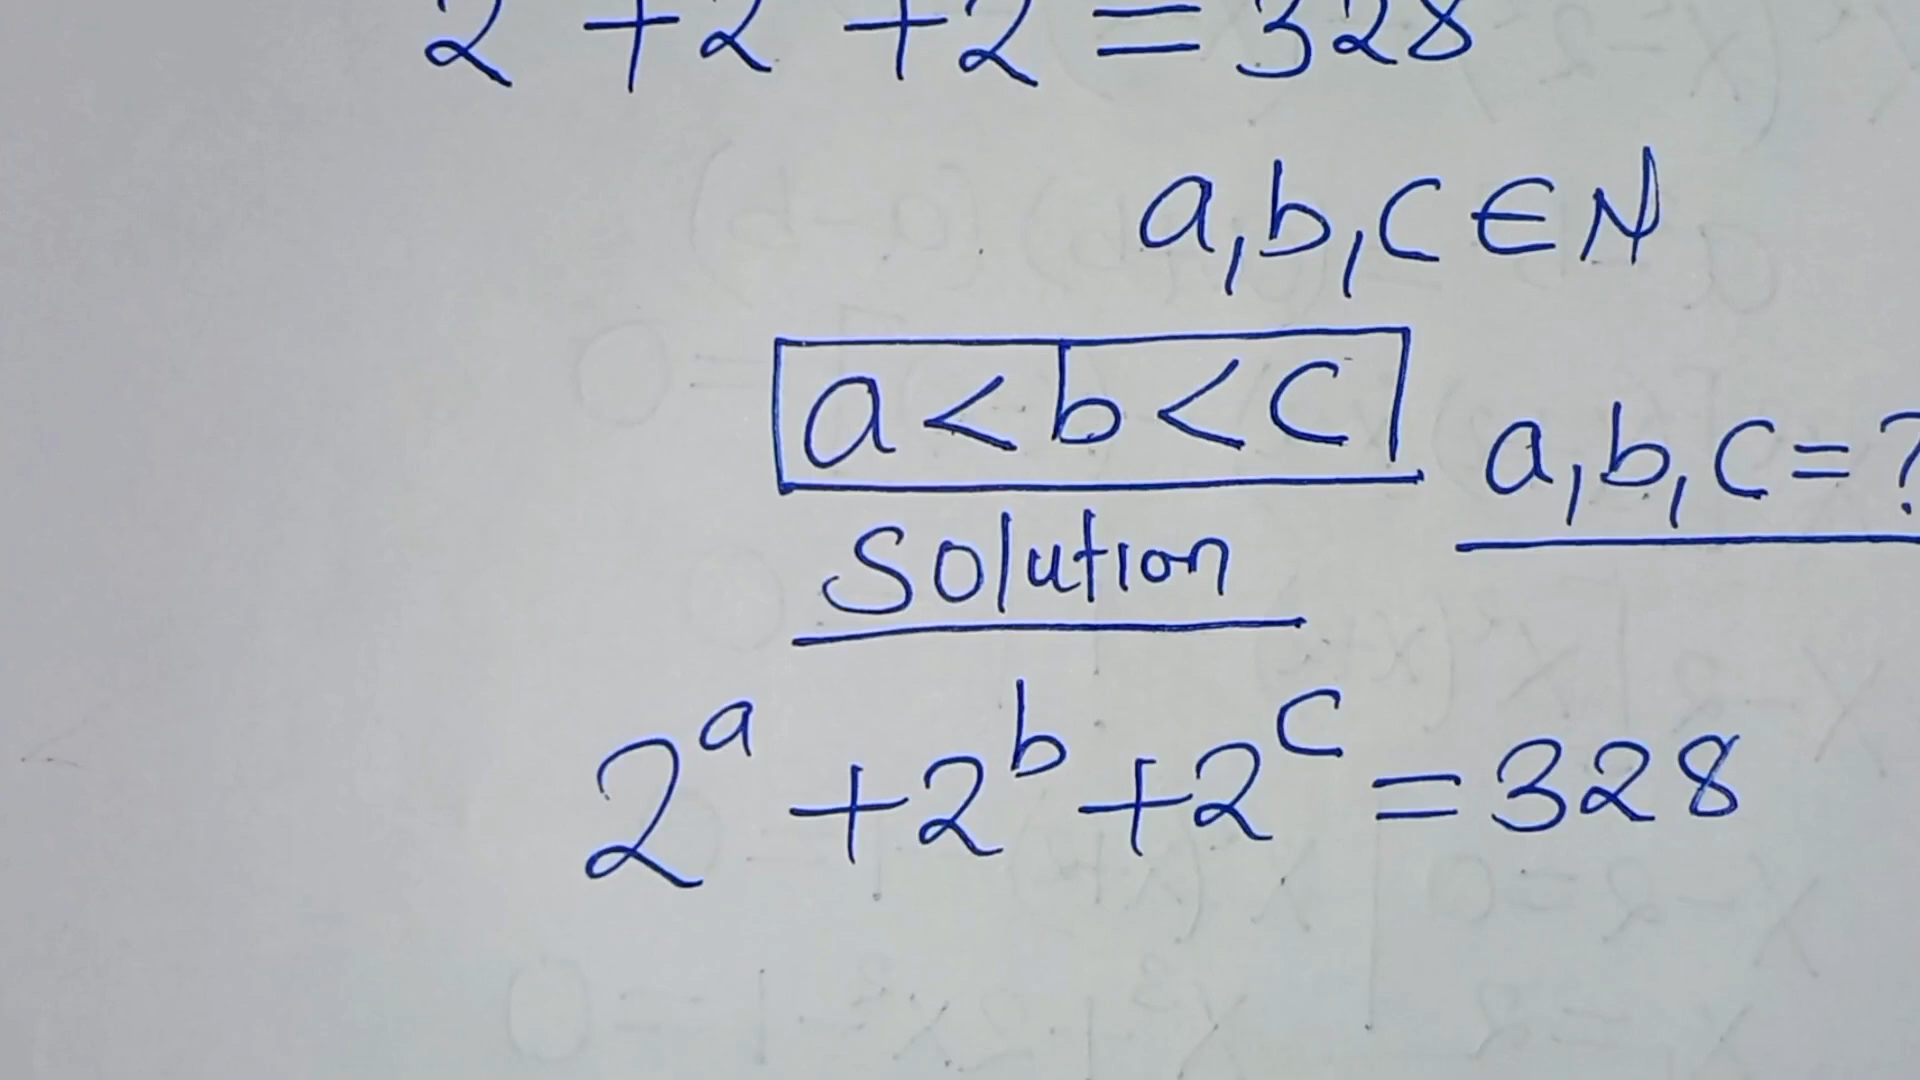 2 + 2 + 2 = 328
a, b, c ∈ N
a < b < c
a, b, c = ?
Solution
2^a + 2^b + 2^c = 328